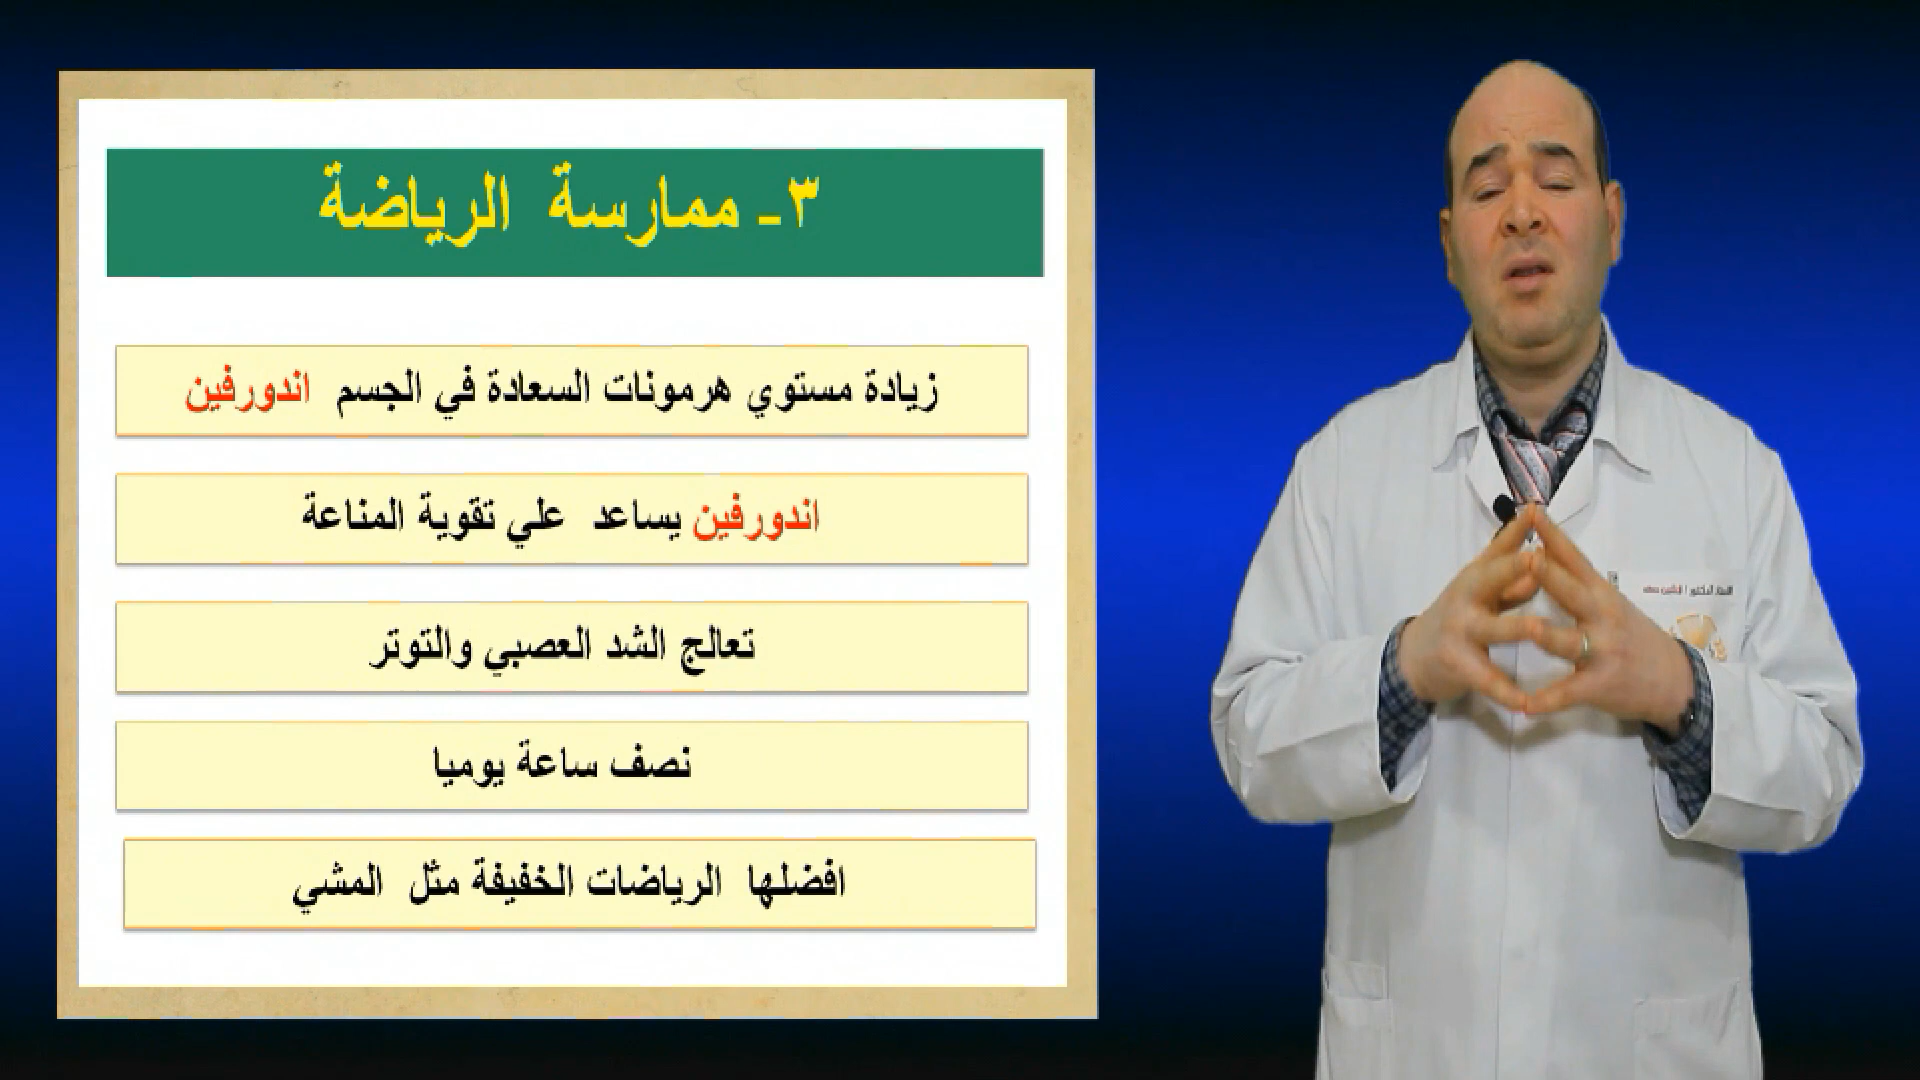 ٣- ممارسة الرياضة
زيادة مستوي هرمونات السعادة في الجسم اندورفين
اندورفين يساعد علي تقوية المناعة
تعالج الشد العصبي والتوتر
نصف ساعة يوميا
افضلها الرياضات الخفيفة مثل المشي